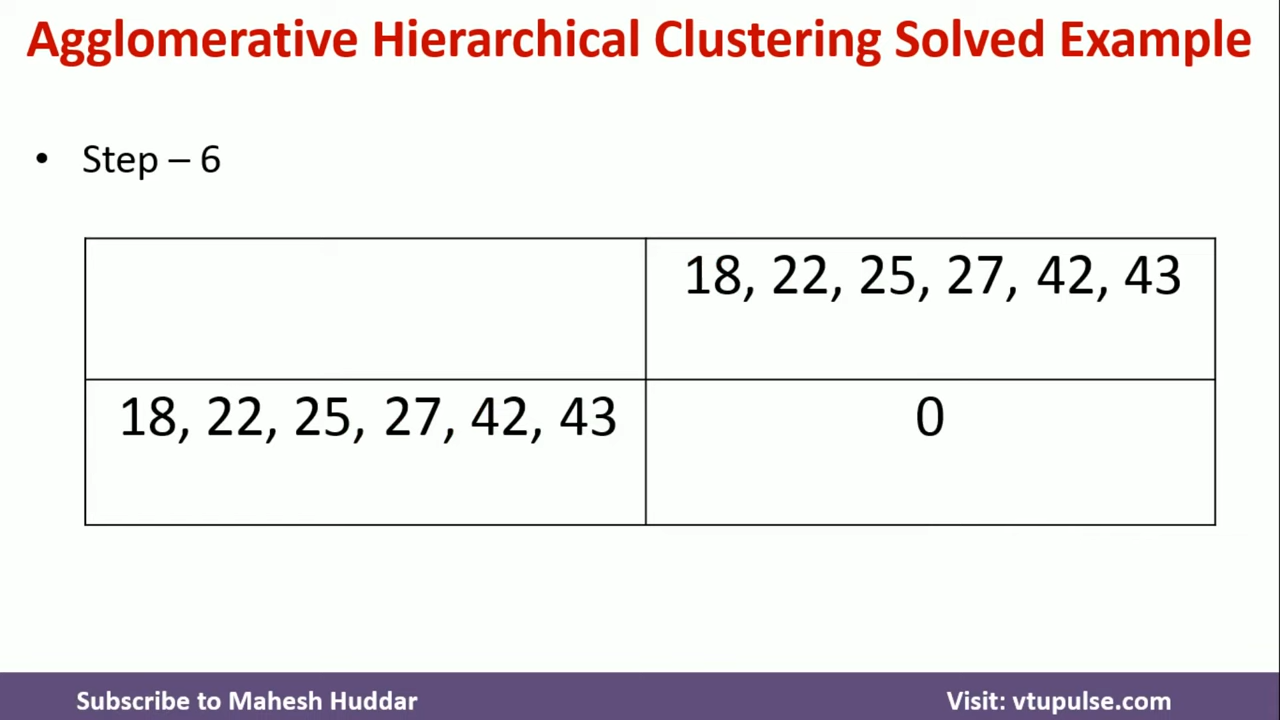 Agglomerative Hierarchical Clustering Solved Example
• Step – 6
18, 22, 25, 27, 42, 43
18, 22, 25, 27, 42, 43 0
Subscribe to Mahesh Huddar Visit: vtupulse.com